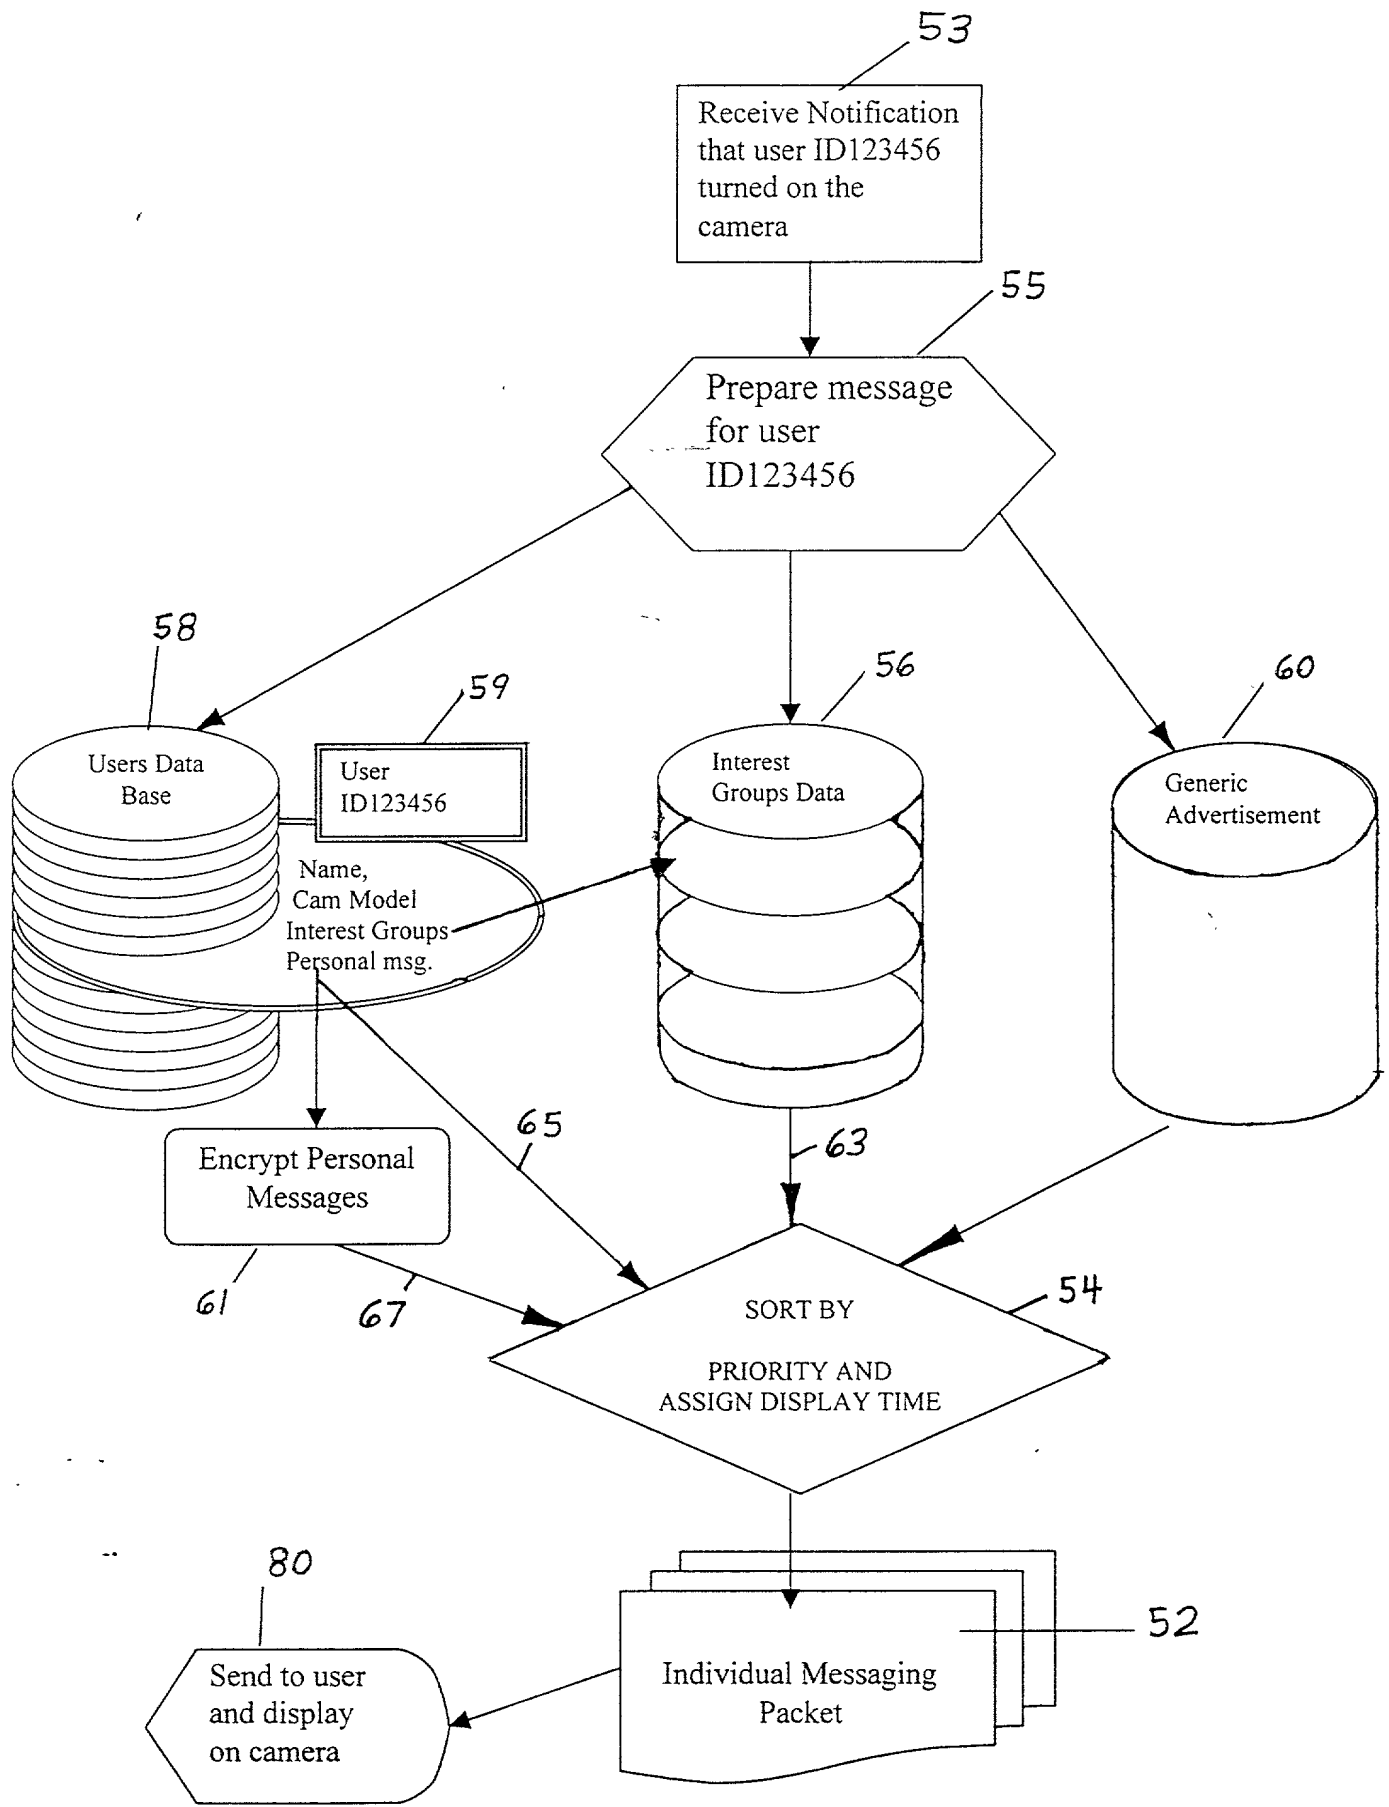 53
Receive Notification
that user ID123456
turned on the
camera
55
Prepare message
for user
ID123456
58
59
56
60
Users Data
Base
User
ID123456
Interest
Groups Data
Generic
Advertisement
Name,
Cam Model
Interest Groups
Personal msg.
65
63
Encrypt Personal
Messages
61
67
54
SORT BY
PRIORITY AND
ASSIGN DISPLAY TIME
80
52
Send to user
and display
on camera
Individual Messaging
Packet